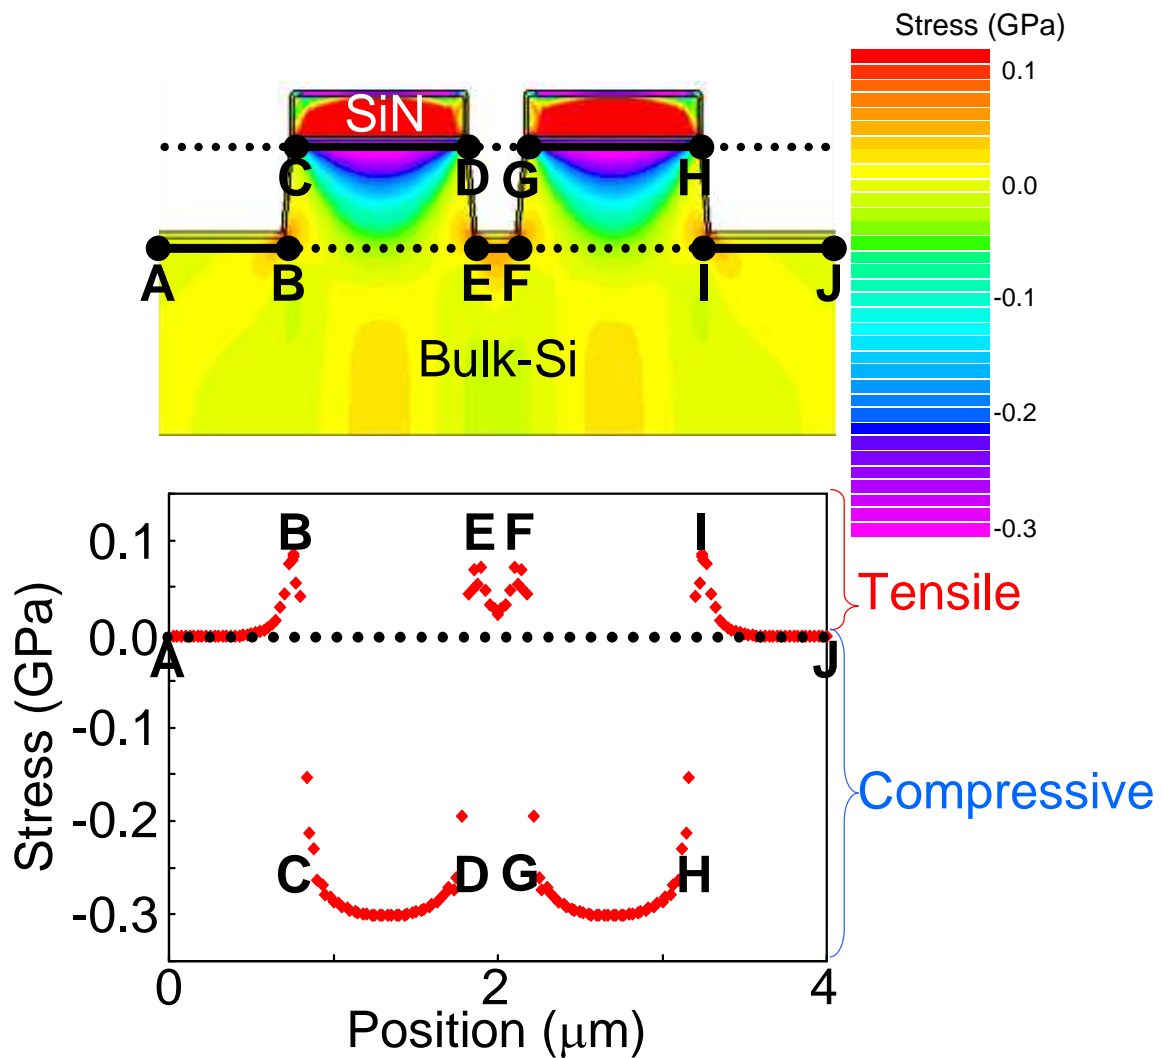 Stress (GPa)
0.1
0.0
-0.1
-0.2
-0.3
SiN
C D G H
A B E F I J
Bulk-Si
Stress (GPa)
0.1
0.0
-0.1
-0.2
-0.3
B E F I
A J
C D G H
Tensile
Compressive
0 2 4
Position (μm)